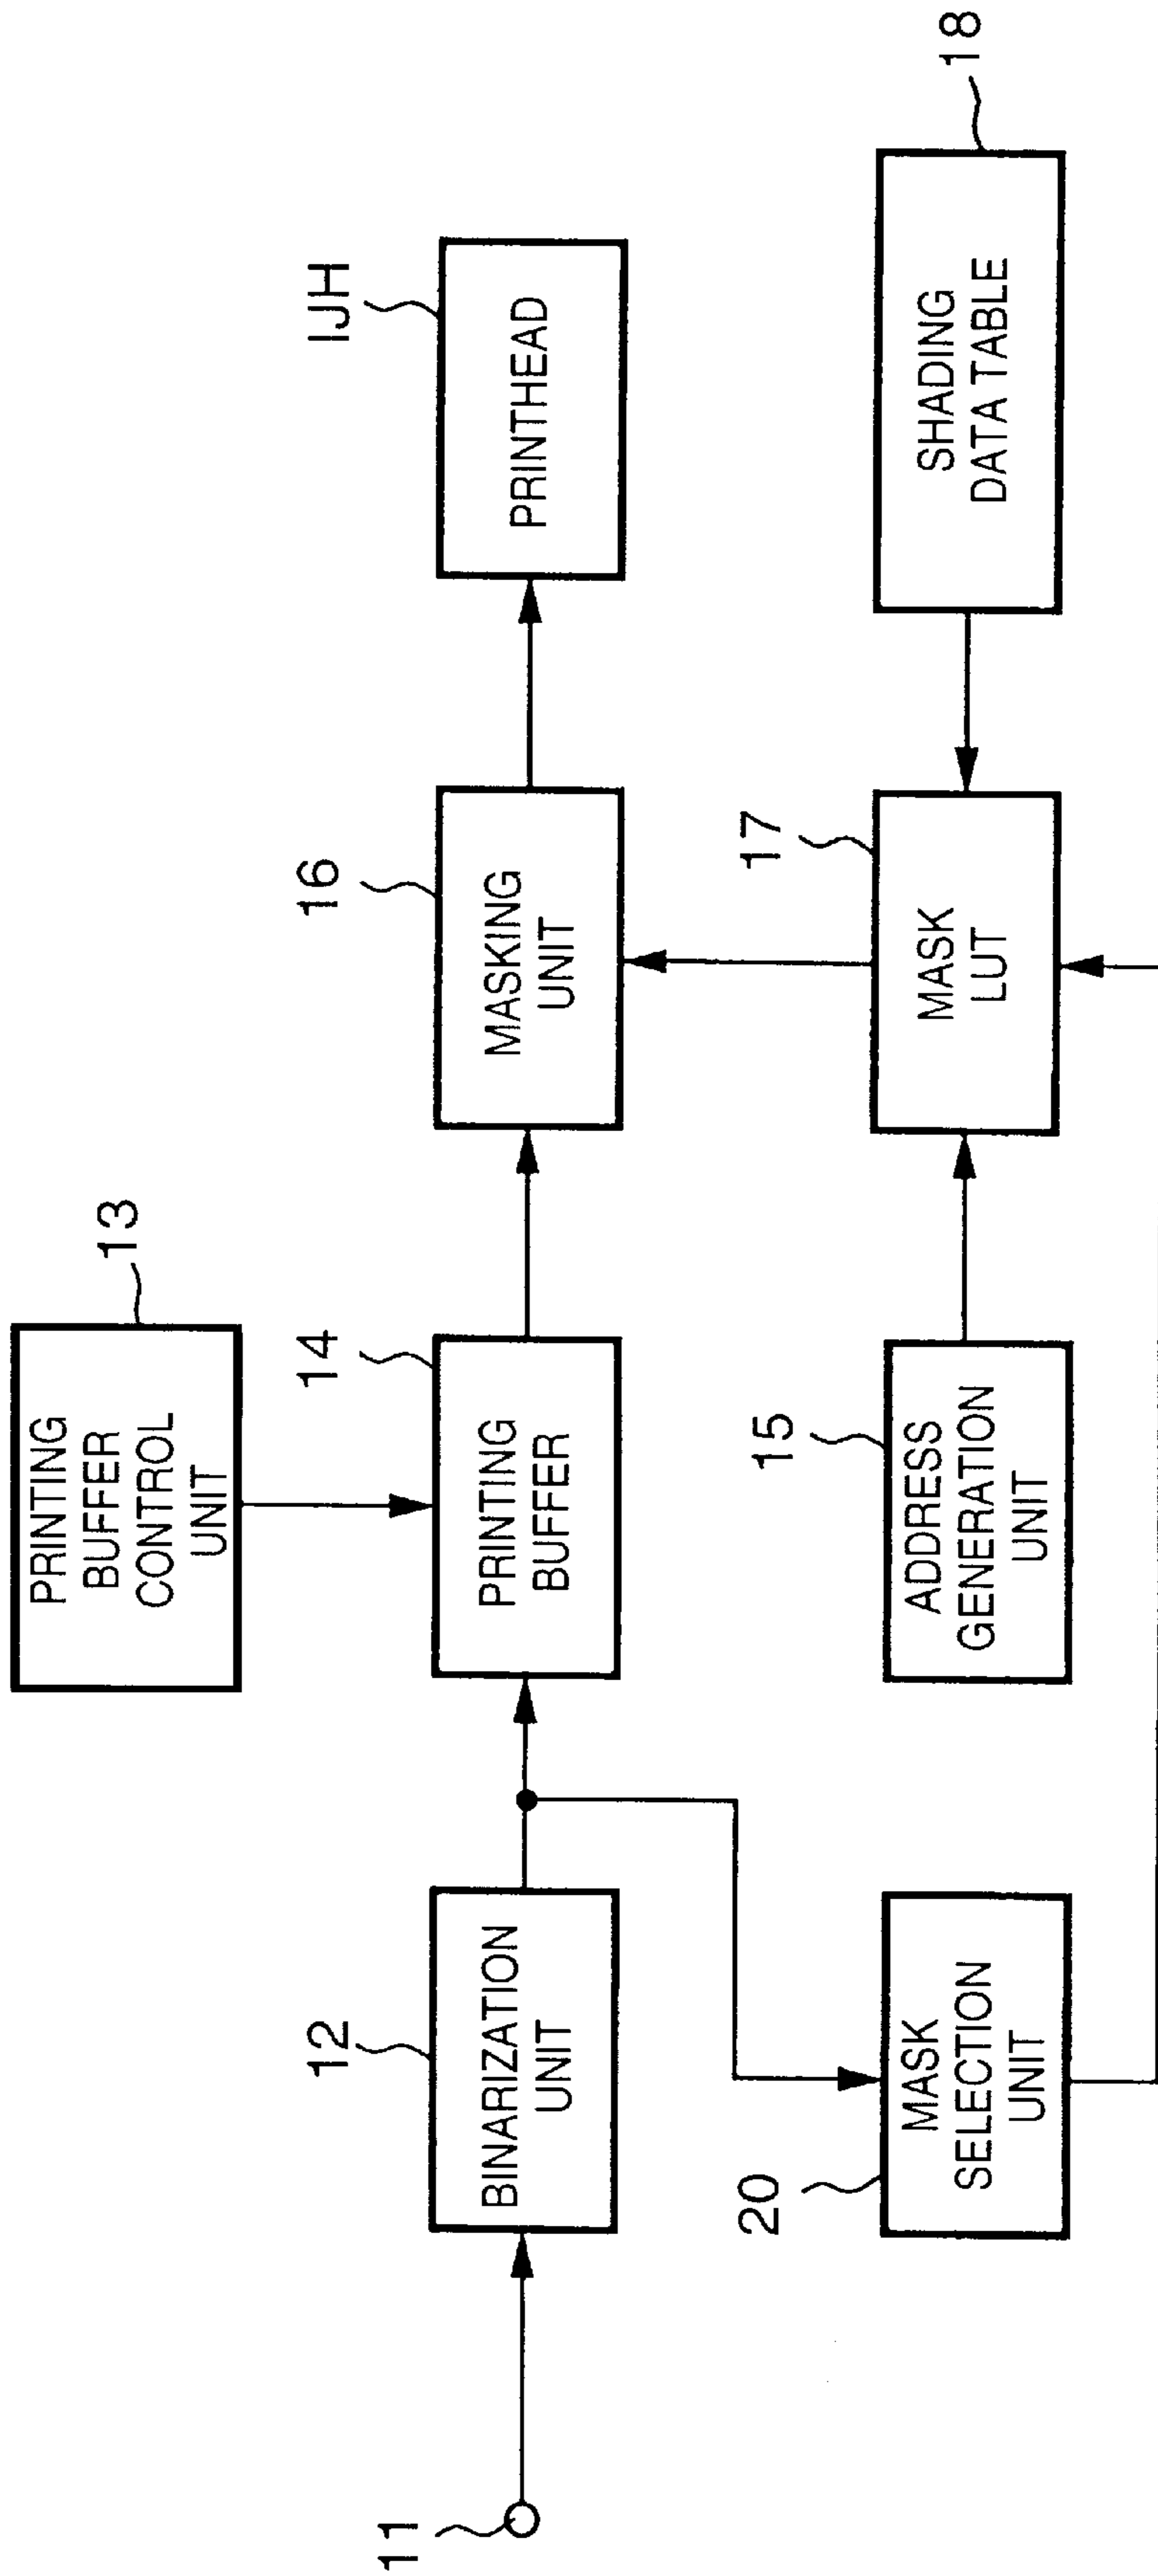 11
12
BINARIZATION
UNIT
13
PRINTING
BUFFER
CONTROL
UNIT
14
PRINTING
BUFFER
16
MASKING
UNIT
IJH
PRINTHEAD
20
MASK
SELECTION
UNIT
15
ADDRESS
GENERATION
UNIT
17
MASK
LUT
18
SHADING
DATA TABLE